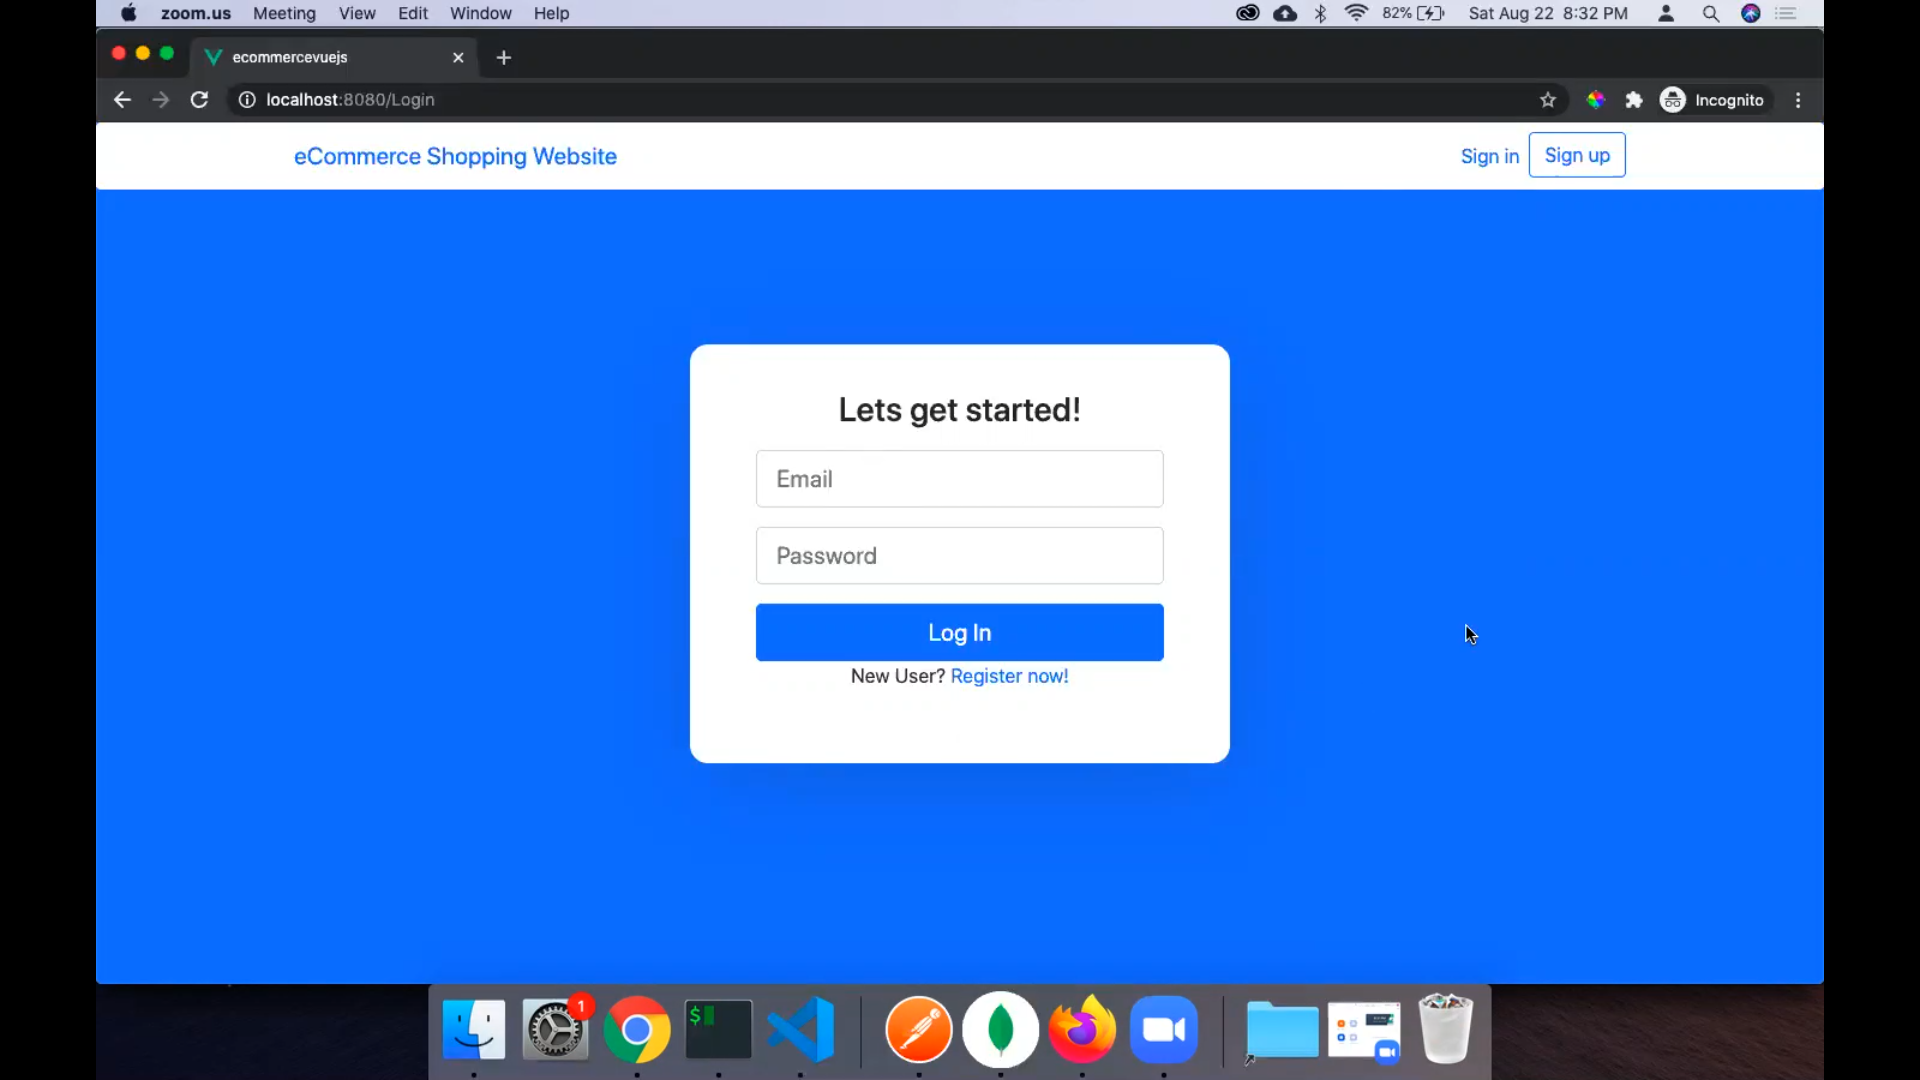 zoom.us Meeting View Edit Window Help 82% Sat Aug 22 8:32 PM
ecommercevuejs
localhost:8080/Login Incognito
eCommerce Shopping Website Sign in Sign up
Lets get started!
Email
Password
Log In
New User? Register now!
1
$